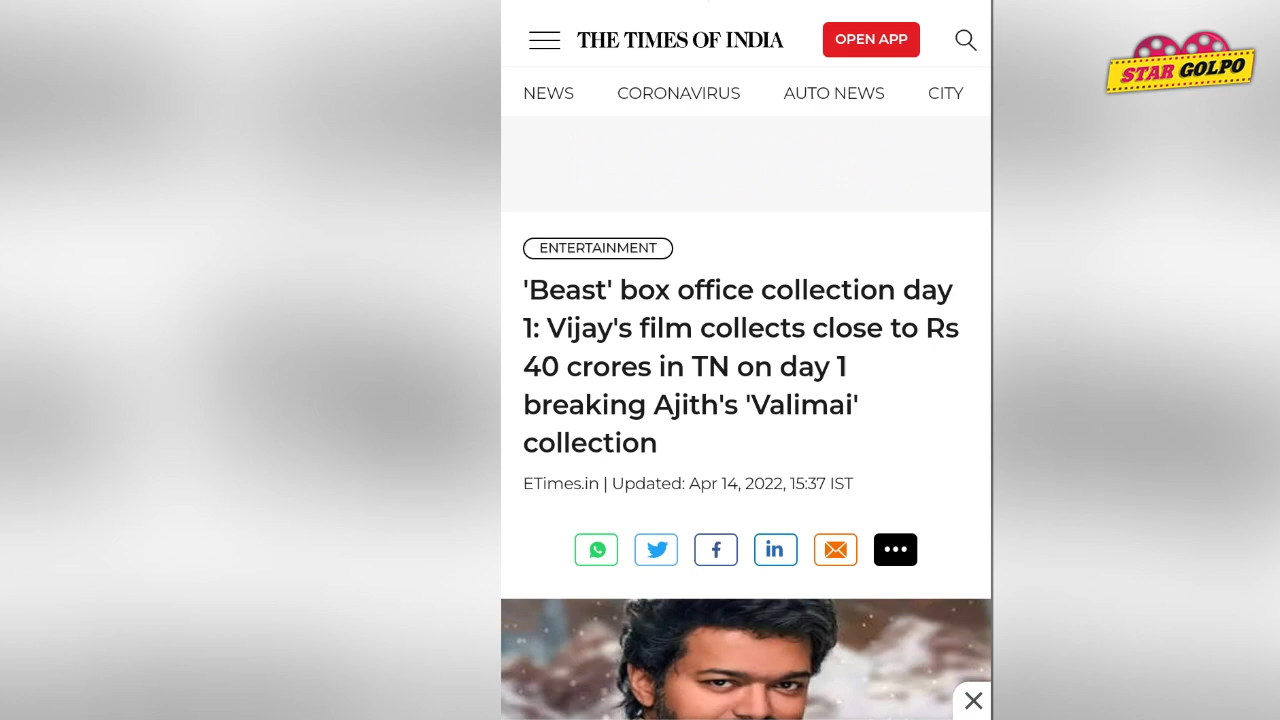 THE TIMES OF INDIA
OPEN APP
STAR GOLPO
NEWS CORONAVIRUS AUTO NEWS CITY
ENTERTAINMENT
'Beast' box office collection day
1: Vijay's film collects close to Rs
40 crores in TN on day 1
breaking Ajith's 'Valimai'
collection
ETimes.in | Updated: Apr 14, 2022, 15:37 IST